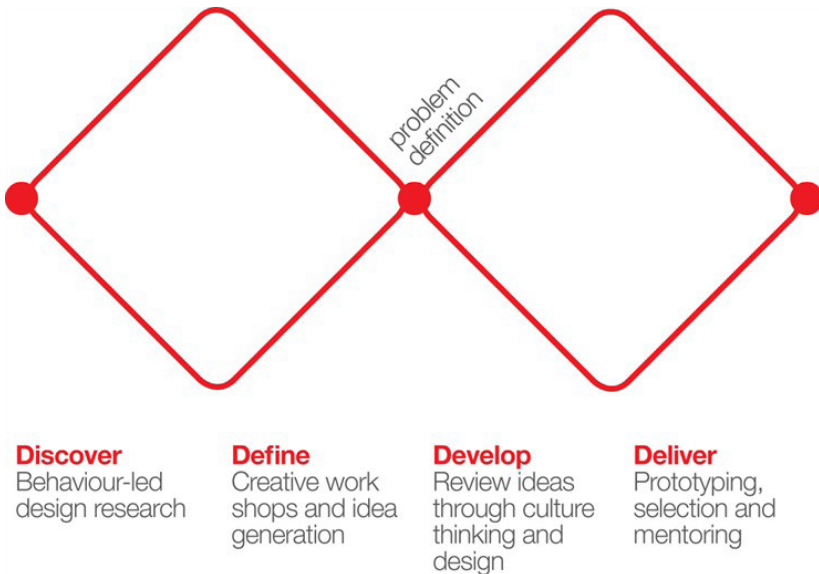 problem
definition
Discover
Behaviour-led
design research
Define
Creative work
shops and idea
generation
Develop
Review ideas
through culture
thinking and
design
Deliver
Prototyping,
selection and
mentoring